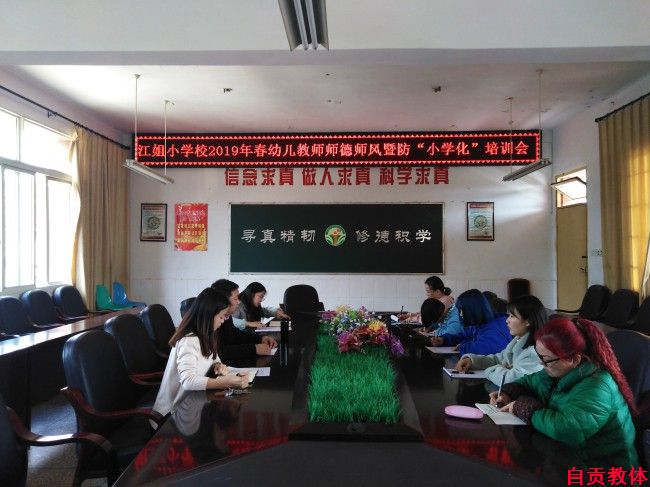 江姐小学校2019年春幼儿教师师德师风暨防“小学化”培训会
信念求真 做人求真 科学求真
寻真精韧 修德积学
自贡教体